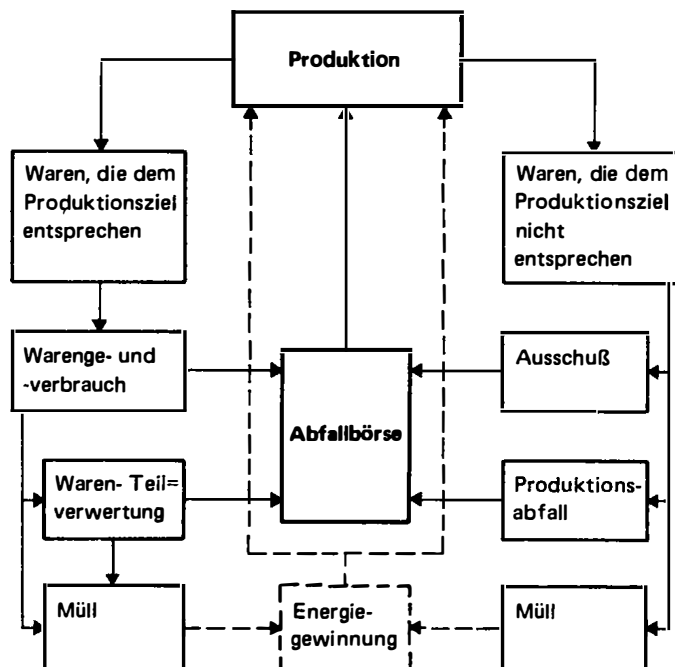 Produktion
Waren, die dem
Produktionsziel
entsprechen
Waren, die dem
Produktionsziel
nicht
entsprechen
Warenge- und
-verbrauch
Abfallbörse
Ausschuß
Waren- Teil=
verwertung
Produktions-
abfall
Müll
Energie-
gewinnung
Müll